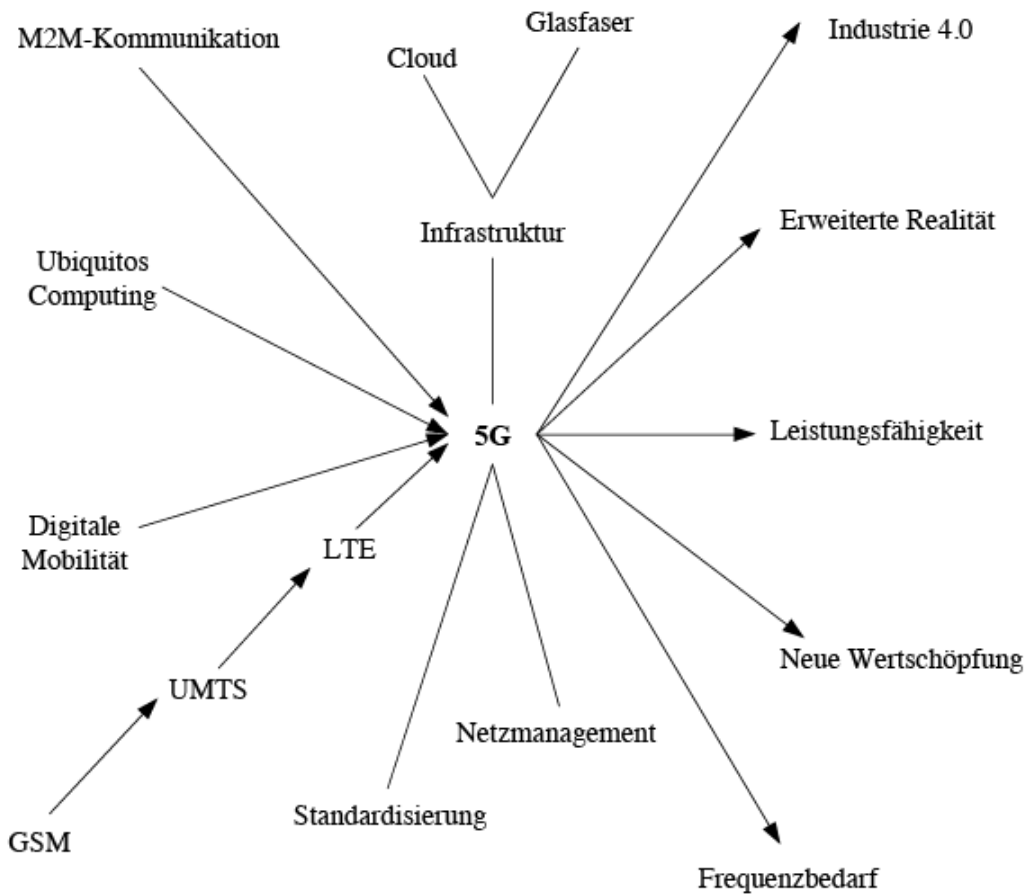 Glasfaser
Industrie 4.0
M2M-Kommunikation
Cloud
Erweiterte Realität
Infrastruktur
Ubiquitos
Computing
5G
Leistungsfähigkeit
Digitale
Mobilität
LTE
Neue Wertschöpfung
UMTS
Netzmanagement
Standardisierung
GSM
Frequenzbedarf